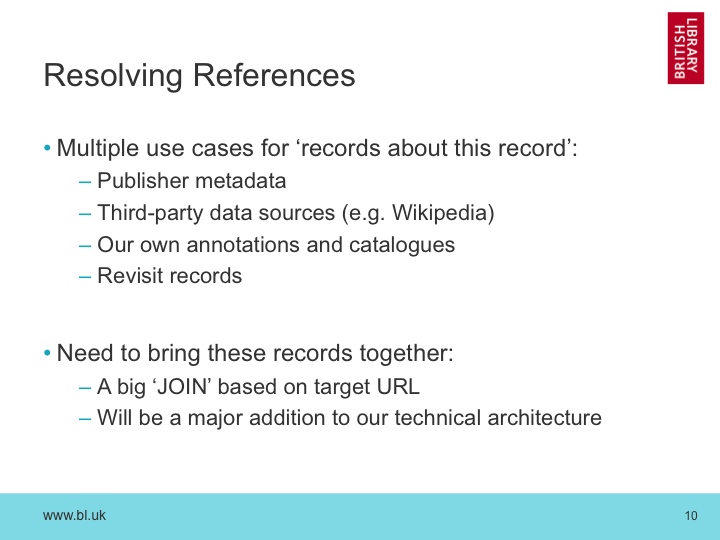 BRITISH
LIBRARY
Resolving References
• Multiple use cases for ‘records about this record’:
– Publisher metadata
– Third-party data sources (e.g. Wikipedia)
– Our own annotations and catalogues
– Revisit records
• Need to bring these records together:
– A big ‘JOIN’ based on target URL
– Will be a major addition to our technical architecture
www.bl.uk
10